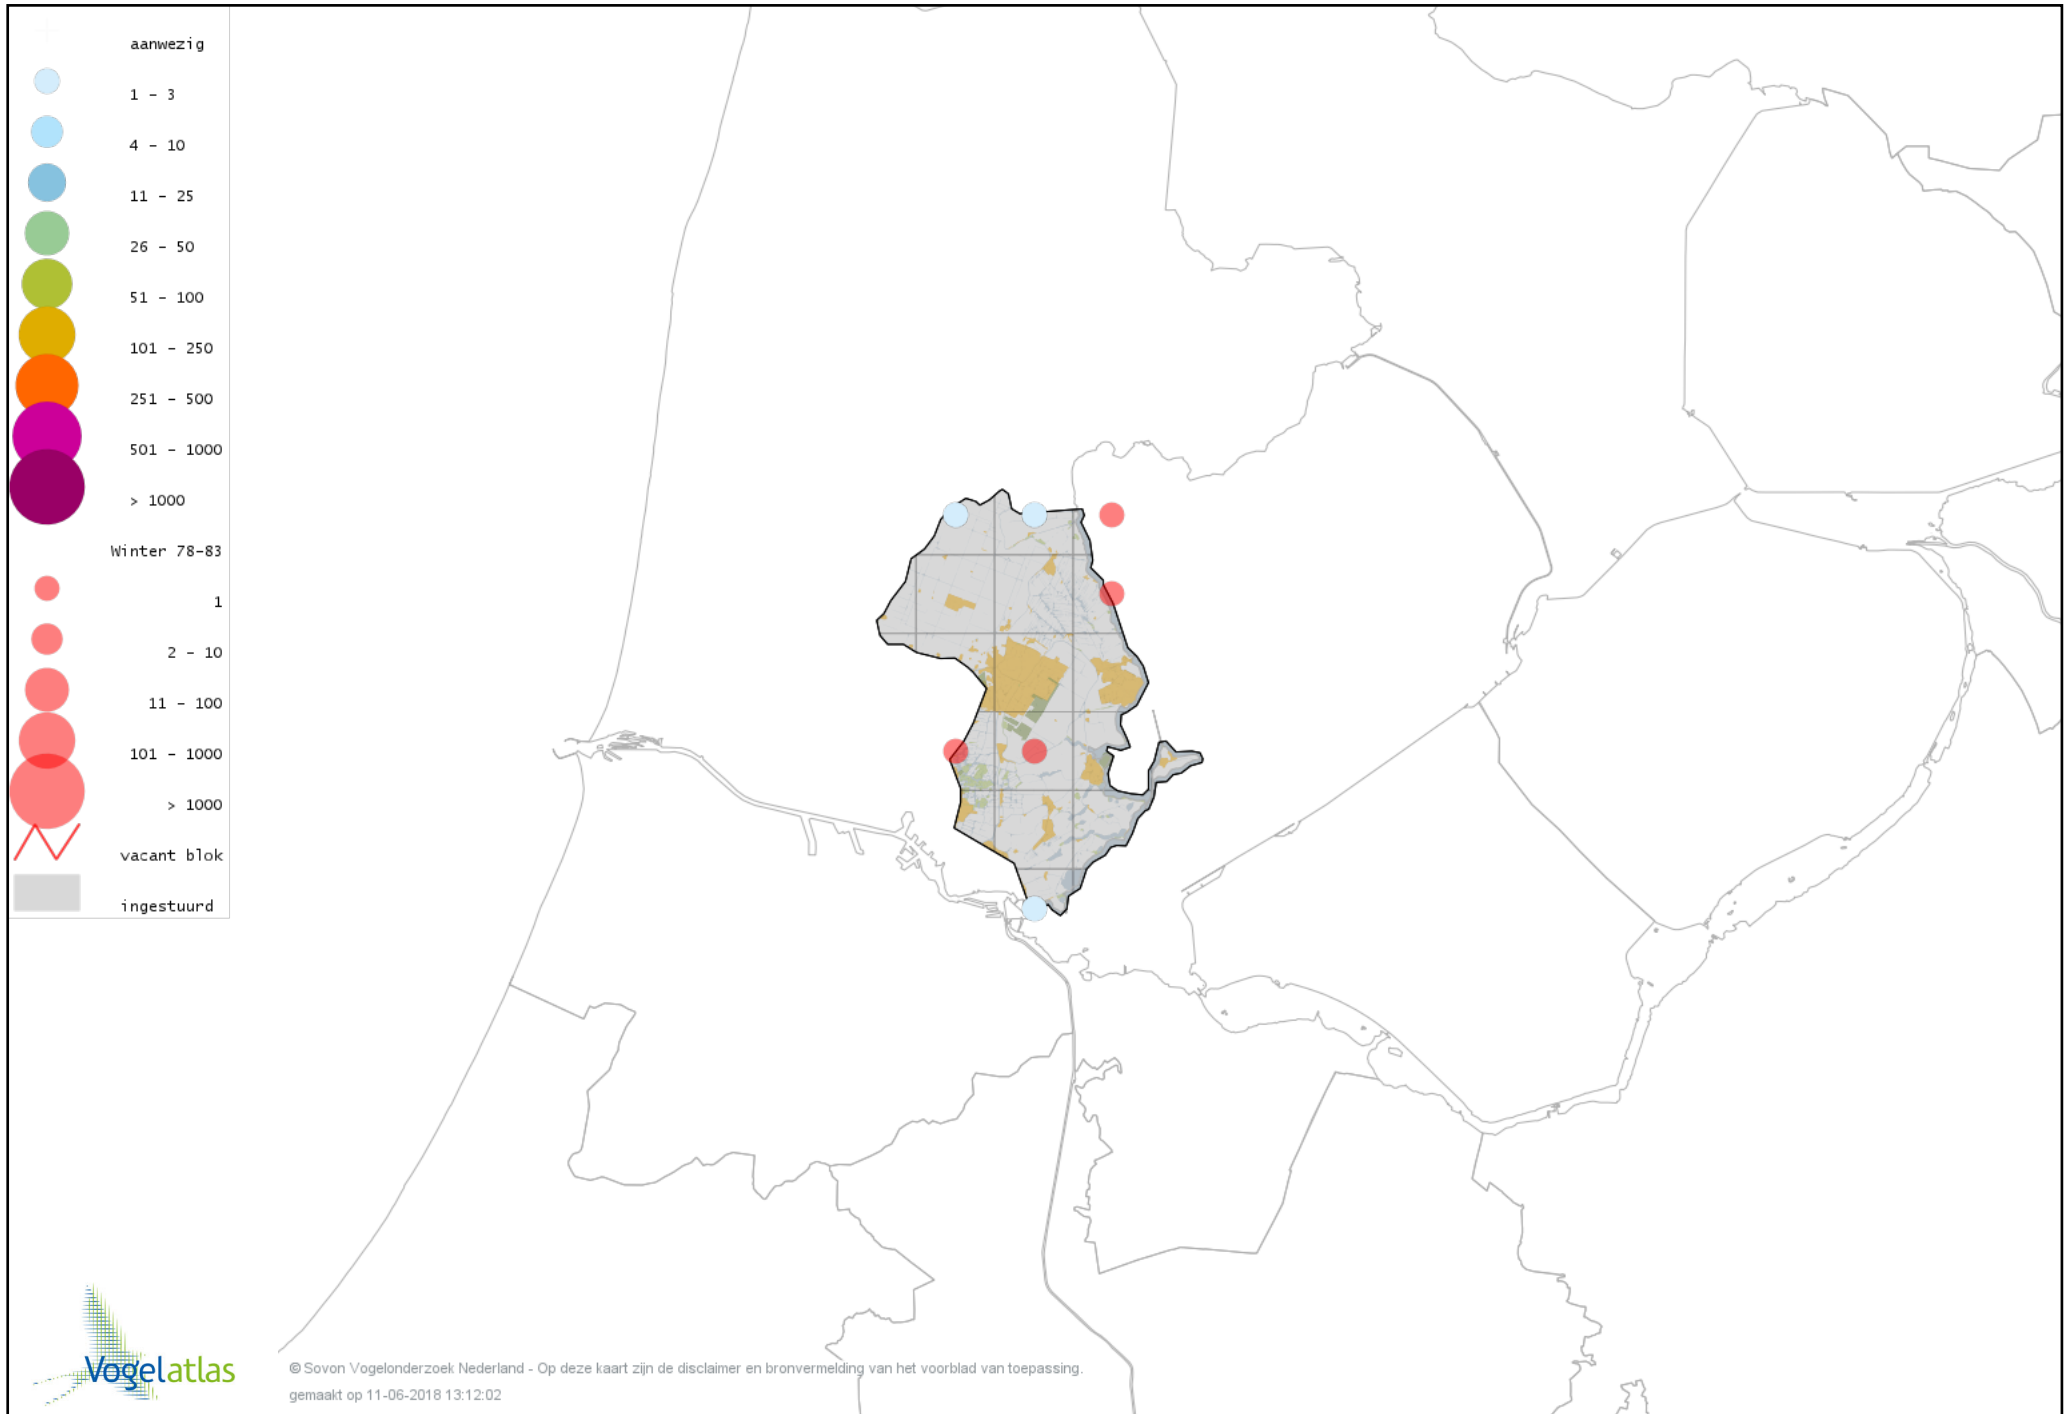 aanwezig
1 - 3
4 - 10
11 - 25
26 - 50
51 - 100
101 - 250
251 - 500
501 - 1000
> 1000
Winter 78-83
1
2 - 10
11 - 100
101 - 1000
> 1000
vacant blok
ingestuurd
Vogelatlas
© Sovon Vogelonderzoek Nederland - Op deze kaart zijn de disclaimer en bronvermelding van het voorblad van toepassing.
gemaakt op 11-06-2018 13:12:02